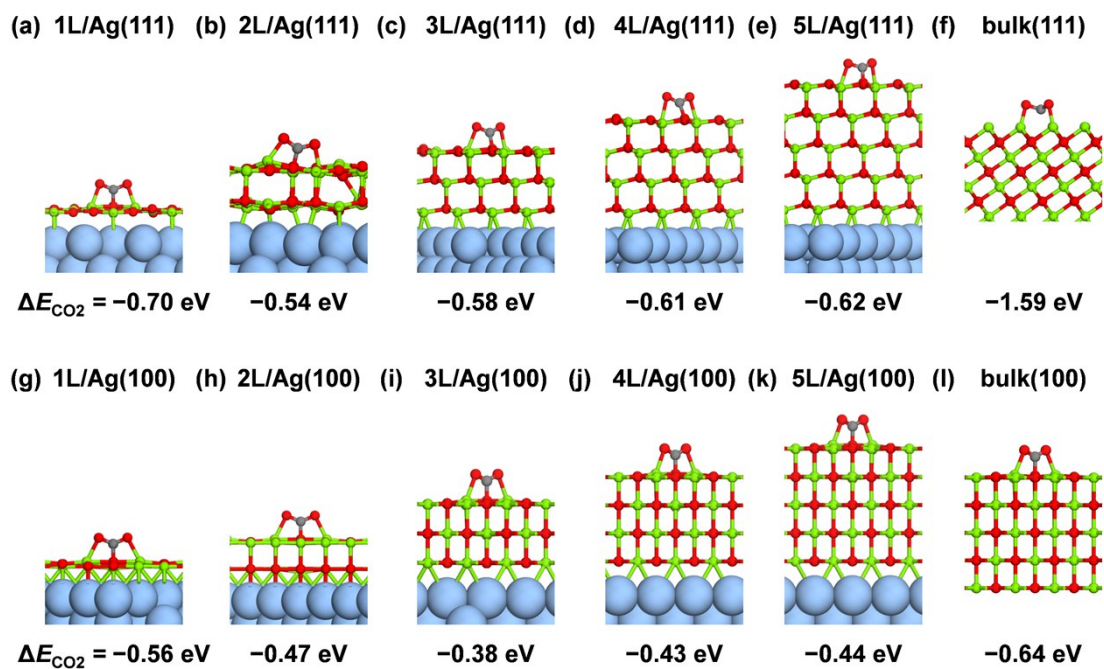 (a) 1L/Ag(111) (b) 2L/Ag(111) (c) 3L/Ag(111) (d) 4L/Ag(111) (e) 5L/Ag(111) (f) bulk(111)
ΔE_CO2 = −0.70 eV −0.54 eV −0.58 eV −0.61 eV −0.62 eV −1.59 eV
(g) 1L/Ag(100) (h) 2L/Ag(100) (i) 3L/Ag(100) (j) 4L/Ag(100) (k) 5L/Ag(100) (l) bulk(100)
ΔE_CO2 = −0.56 eV −0.47 eV −0.38 eV −0.43 eV −0.44 eV −0.64 eV